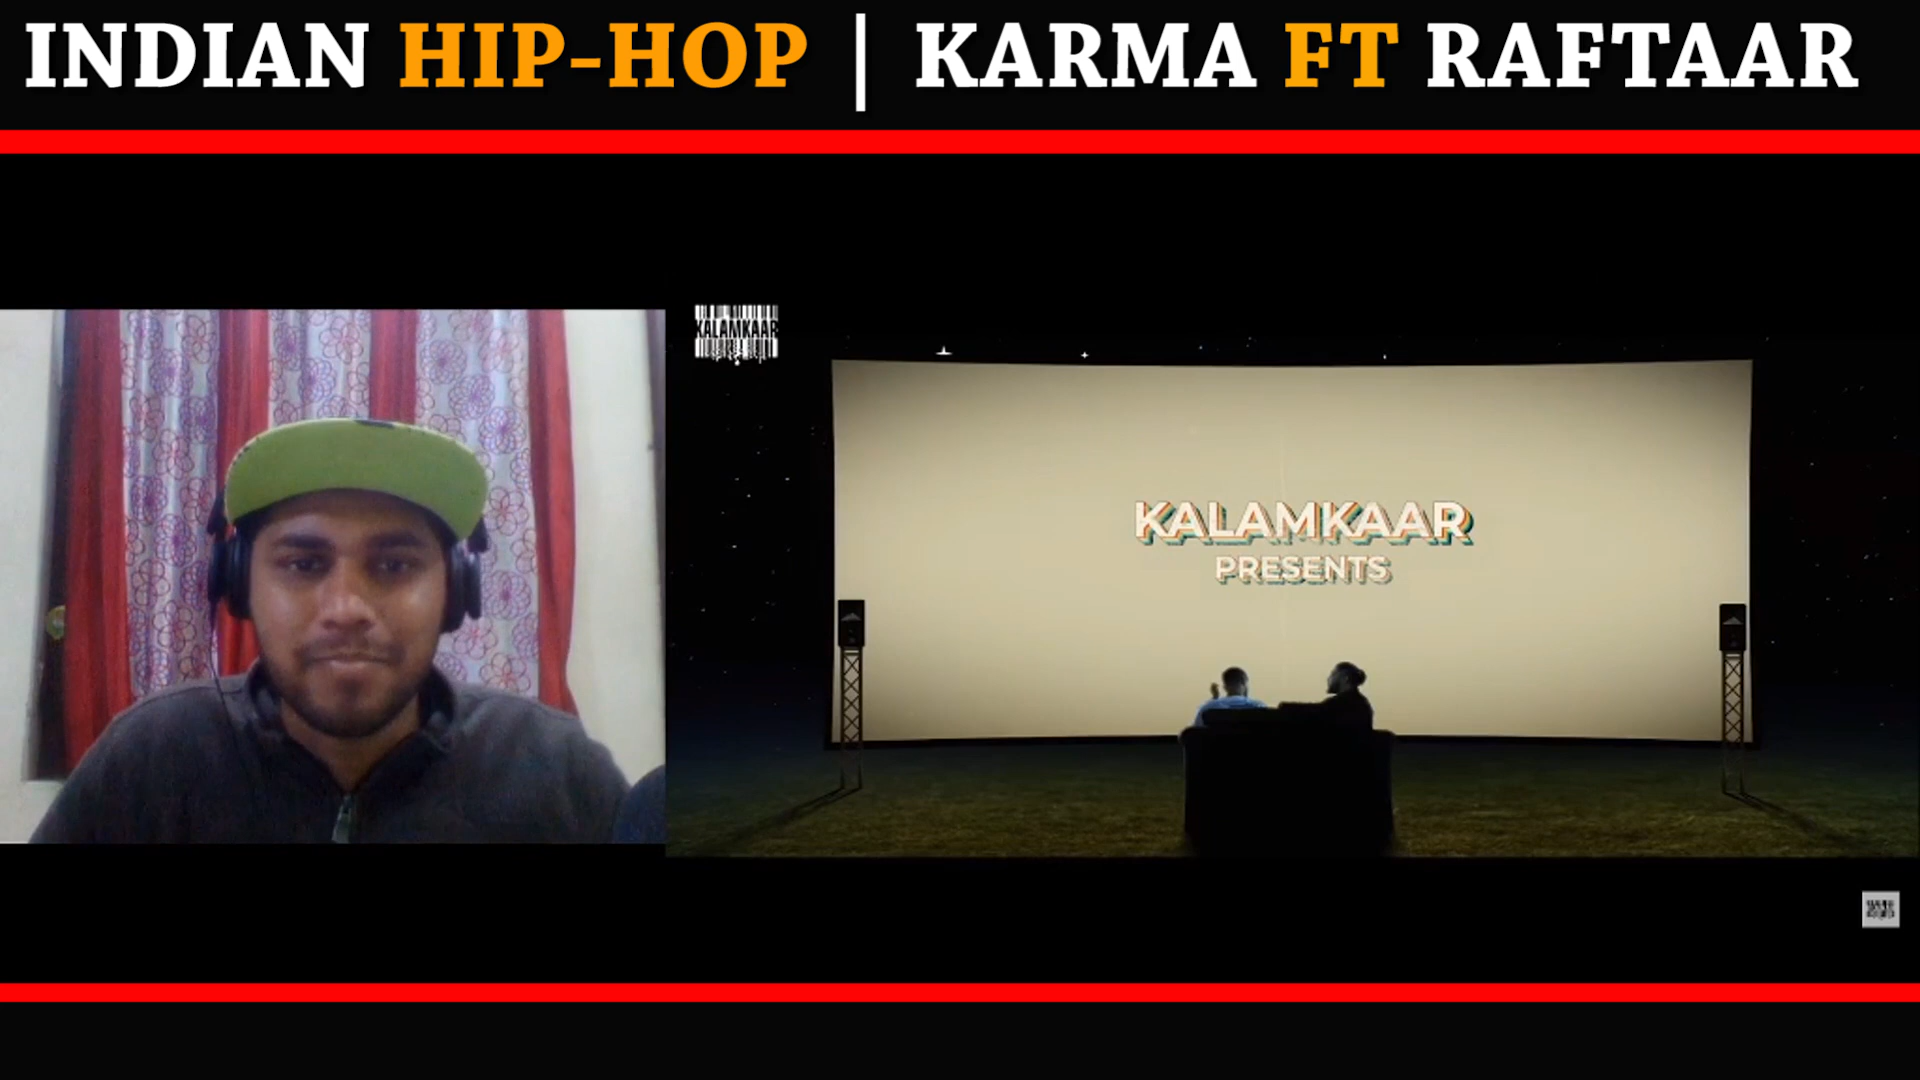 INDIAN HIP-HOP | KARMA FT RAFTAAR
KALAMKAAR
KALAMKAAR
PRESENTS